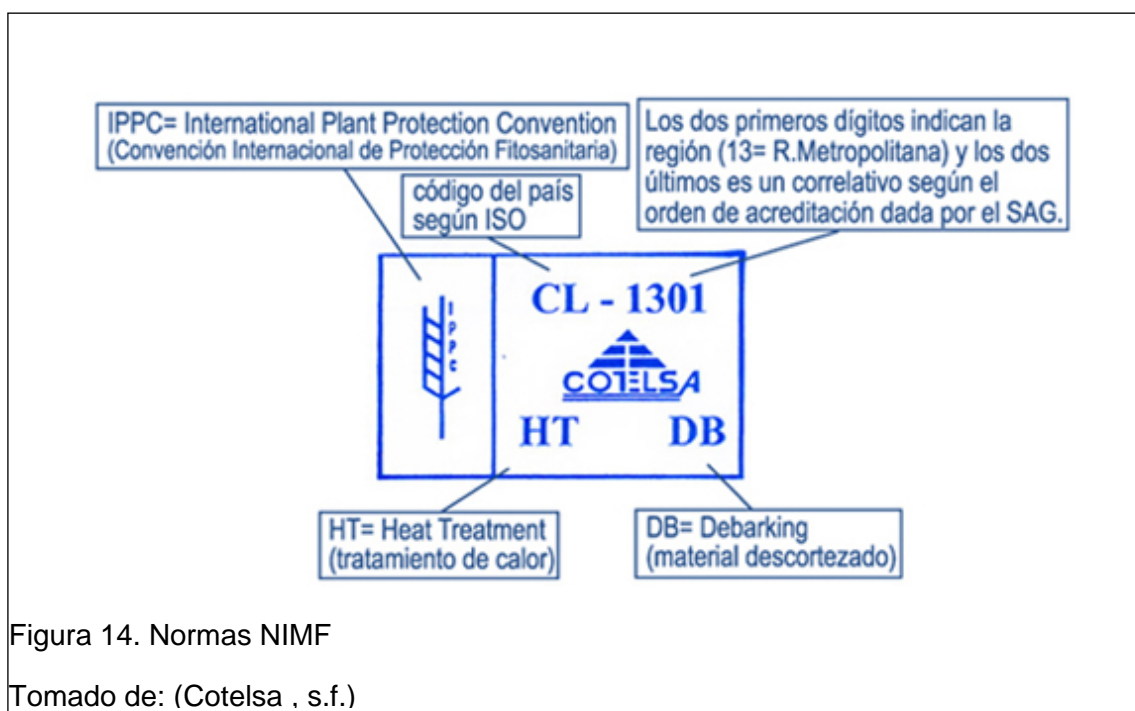 IPPC= International Plant Protection Convention
(Convención Internacional de Protección Fitosanitaria)
código del país
según ISO
Los dos primeros dígitos indican la
región (13= R.Metropolitana) y los dos
últimos es un correlativo según el
orden de acreditación dada por el SAG.
IPPC
CL - 1301
COTELSA
HT DB
HT= Heat Treatment
(tratamiento de calor)
DB= Debarking
(material descortezado)
Figura 14. Normas NIMF
Tomado de: (Cotelsa , s.f.)